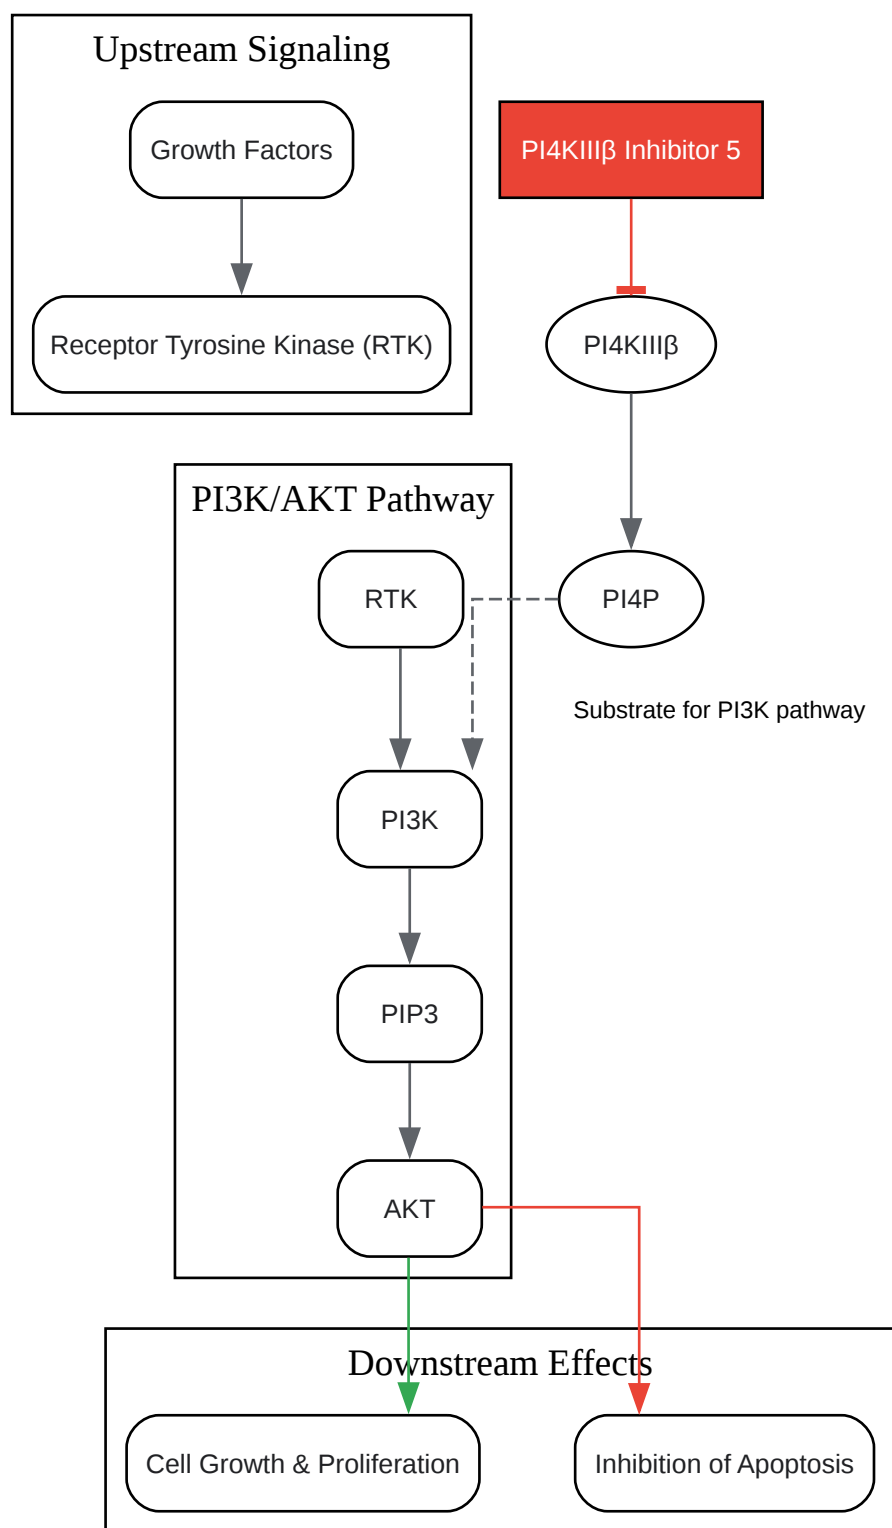 Upstream Signaling
Growth Factors
PI4KIIIβ Inhibitor 5
Receptor Tyrosine Kinase (RTK)
PI4KIIIβ
PI3K/AKT Pathway
RTK
PI4P
Substrate for PI3K pathway
PI3K
PIP3
AKT
Downstream Effects
Cell Growth & Proliferation
Inhibition of Apoptosis